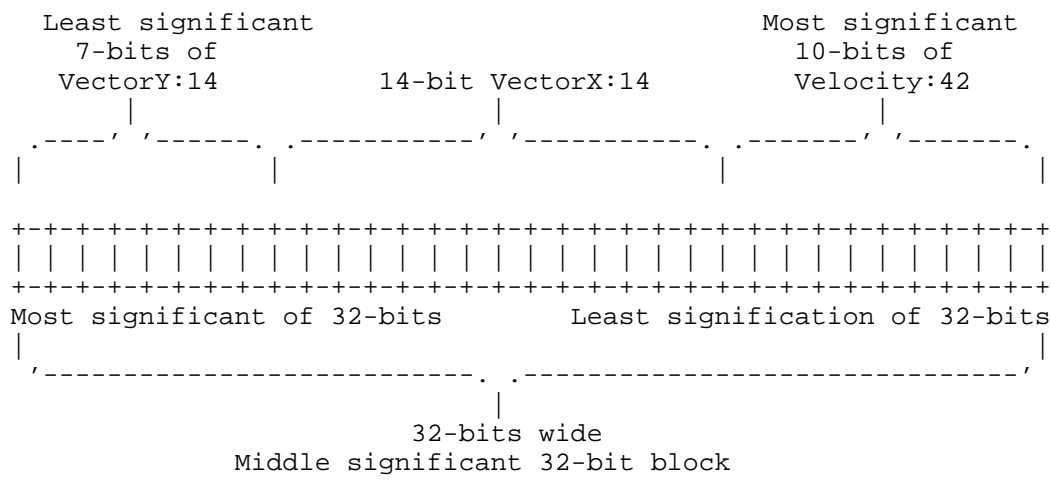 Least significant Most significant
7-bits of 10-bits of
VectorY:14 14-bit VectorX:14 Velocity:42
Most significant of 32-bits Least signification of 32-bits
32-bits wide
Middle significant 32-bit block